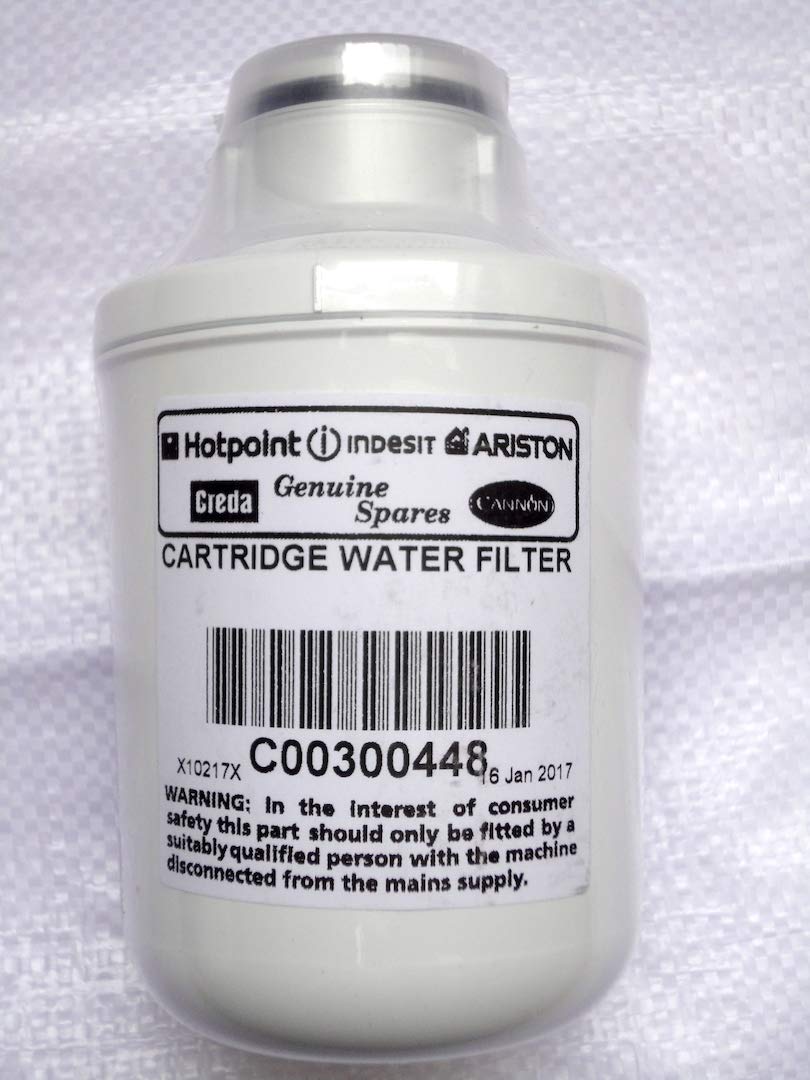 Hotpoint INDESIT ARISTON
Creda Genuine Spares CANNON
CARTRIDGE WATER FILTER
X10217X C00300448 16 Jan 2017
WARNING: In the interest of consumer
safety this part should only be fitted by a
suitably qualified person with the machine
disconnected from the mains supply.